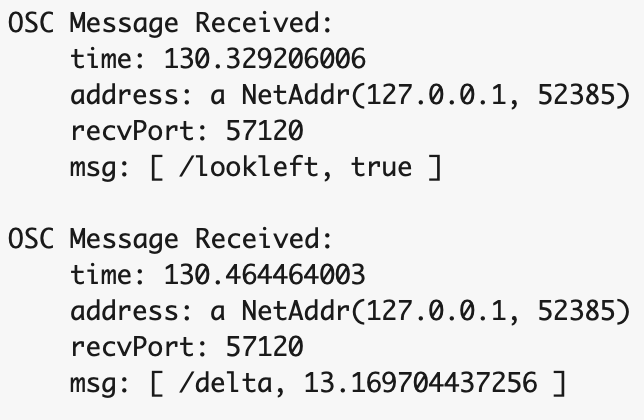 OSC Message Received:
time: 130.329206006
address: a NetAddr(127.0.0.1, 52385)
recvPort: 57120
msg: [ /lookleft, true ]
OSC Message Received:
time: 130.464464003
address: a NetAddr(127.0.0.1, 52385)
recvPort: 57120
msg: [ /delta, 13.169704437256 ]